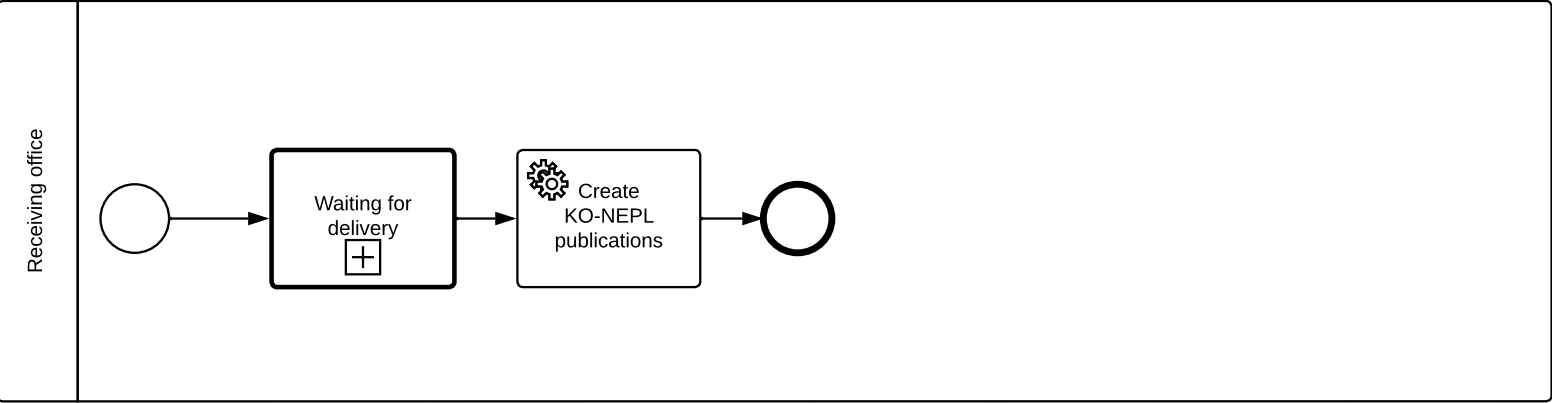 Receiving office
Waiting for
delivery
Create
KO-NEPL
publications